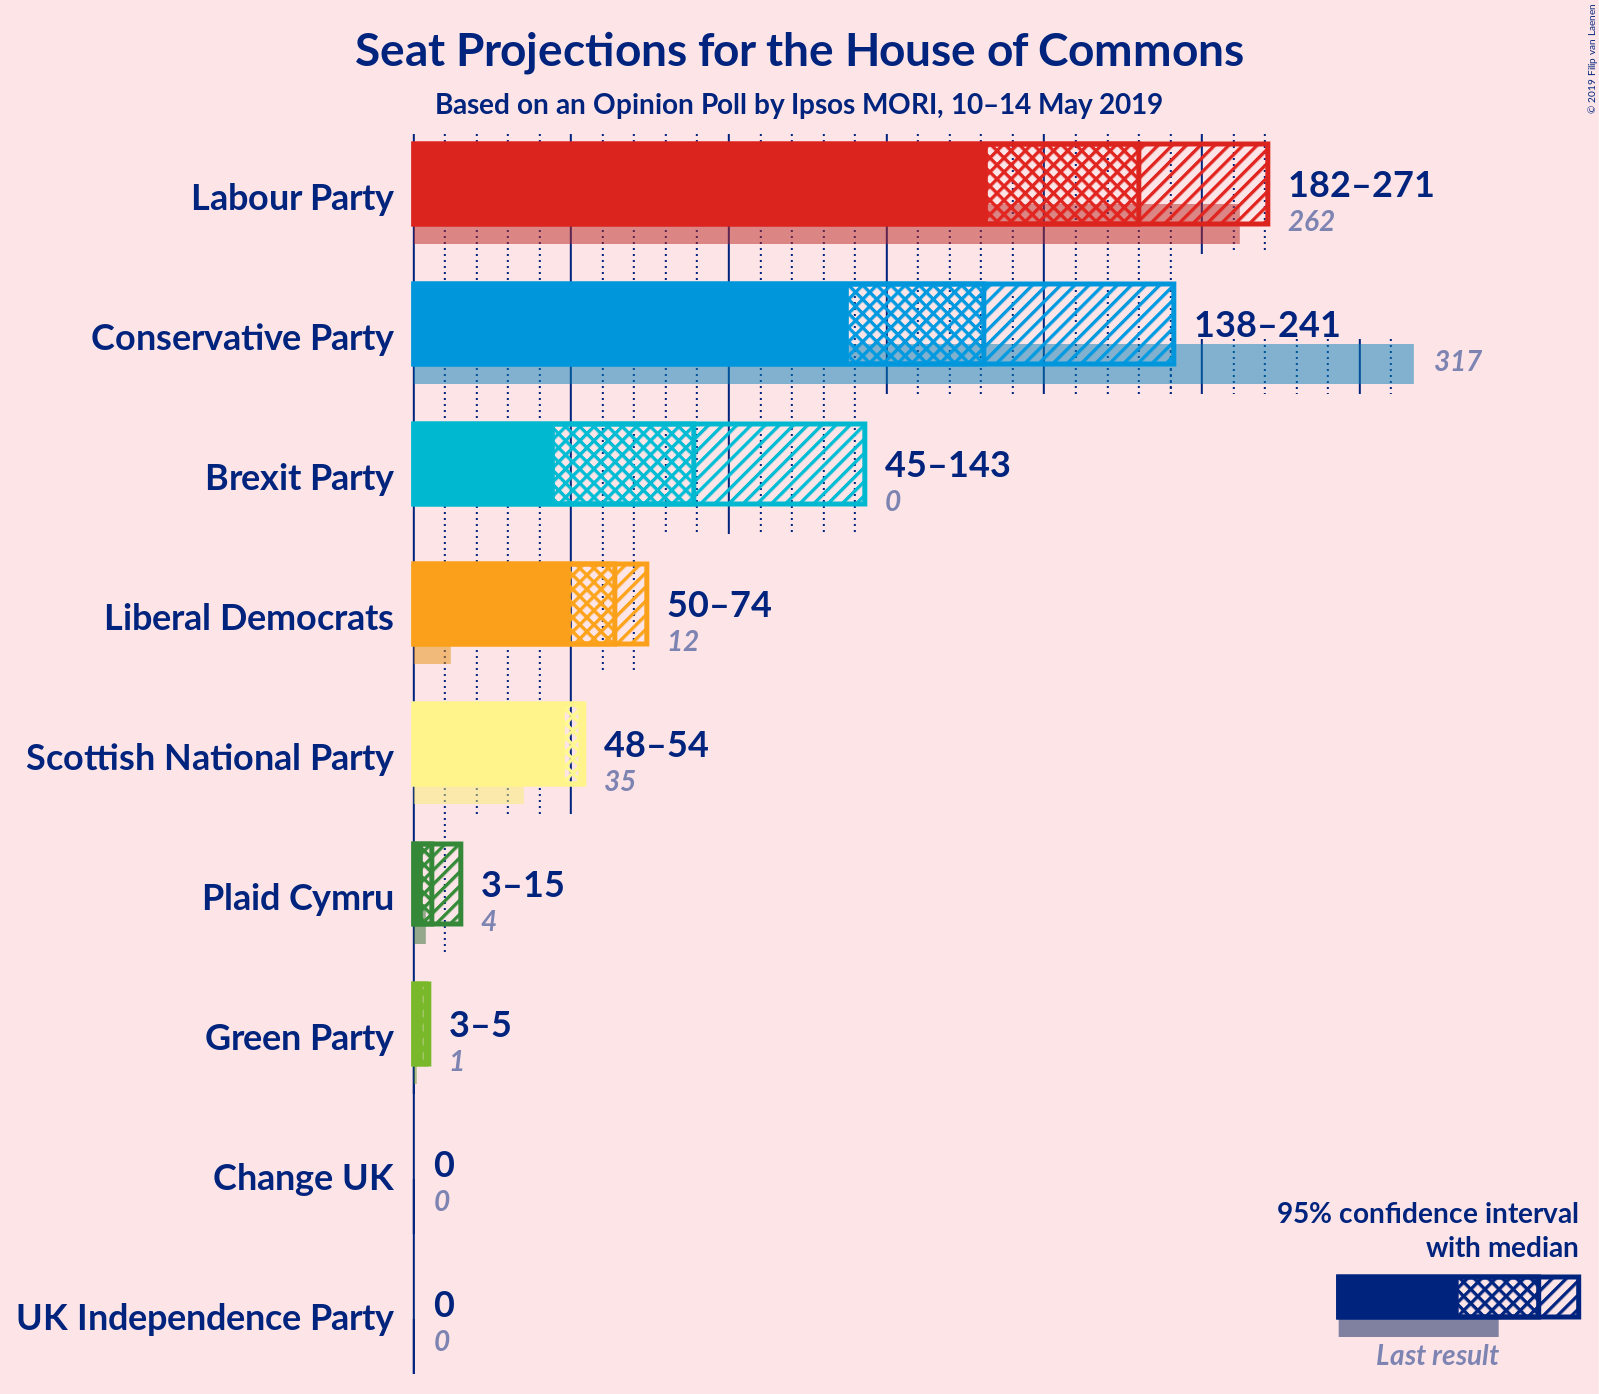 Seat Projections for the House of Commons
Based on an Opinion Poll by Ipsos MORI, 10–14 May 2019
© 2019 Filip van Laenen
Labour Party
182–271
262
Conservative Party
138–241
317
Brexit Party
45–143
0
Liberal Democrats
50–74
12
Scottish National Party
48–54
35
Plaid Cymru
3–15
4
Green Party
3–5
1
Change UK
0
0
UK Independence Party
0
0
95% confidence interval
with median
Last result